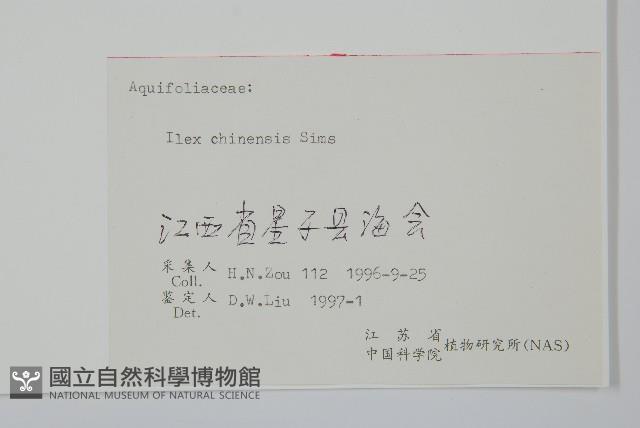 Aquifoliaceae:
Ilex chinensis Sims
江西省星子县海会
采集人 H.N.Zou 112 1996-9-25
Coll.
鉴定人 D.W.Liu 1997-1
Det.
江苏省
中国科学院 植物研究所(NAS)
國立自然科學博物館
NATIONAL MUSEUM OF NATURAL SCIENCE